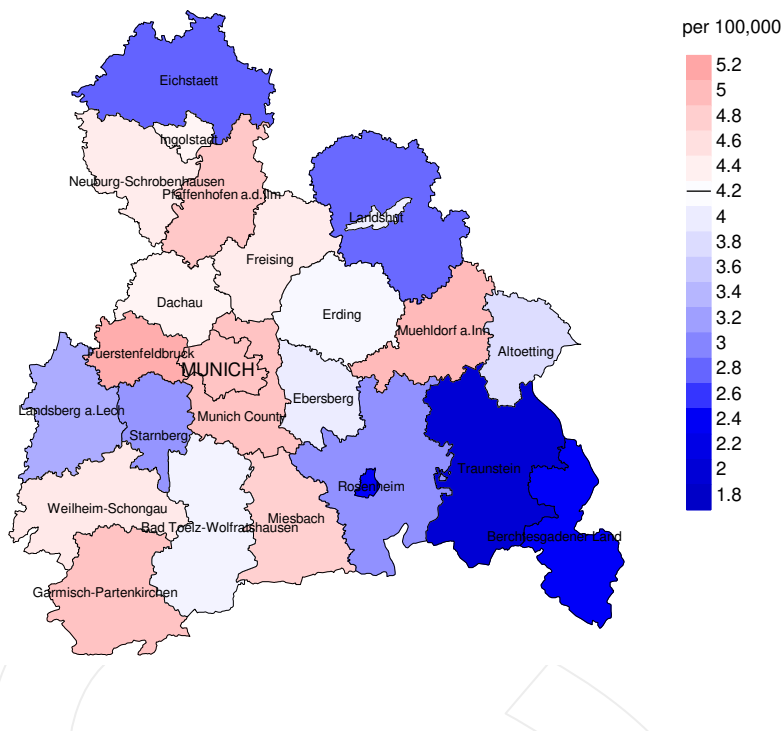 per 100,000
5.2
5
4.8
4.6
4.4
4.2
4
3.8
3.6
3.4
3.2
3
2.8
2.6
2.4
2.2
2
1.8
Eichstaett
Ingolstadt
Neuburg-Schrobenhausen
Pfaffenhofen a.d.Ilm
Landshut
Freising
Dachau
Erding
Muehldorf a.Inn
Altoetting
Fuerstenfeldbruck
MUNICH
Ebersberg
Landsberg a.Lech
Munich County
Starnberg
Traunstein
Rosenheim
Weilheim-Schongau
Miesbach
Bad Toelz-Wolfratshausen
Berchtesgadener Land
Garmisch-Partenkirchen